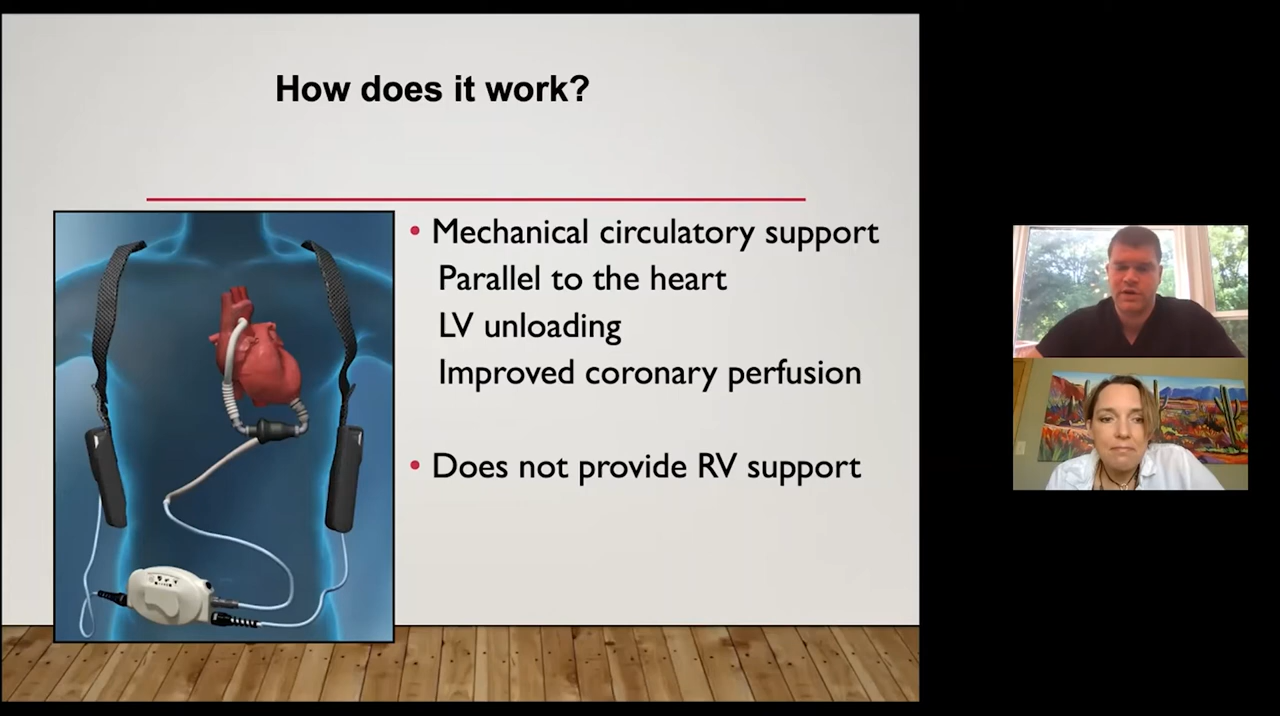 How does it work?
• Mechanical circulatory support
Parallel to the heart
LV unloading
Improved coronary perfusion
• Does not provide RV support